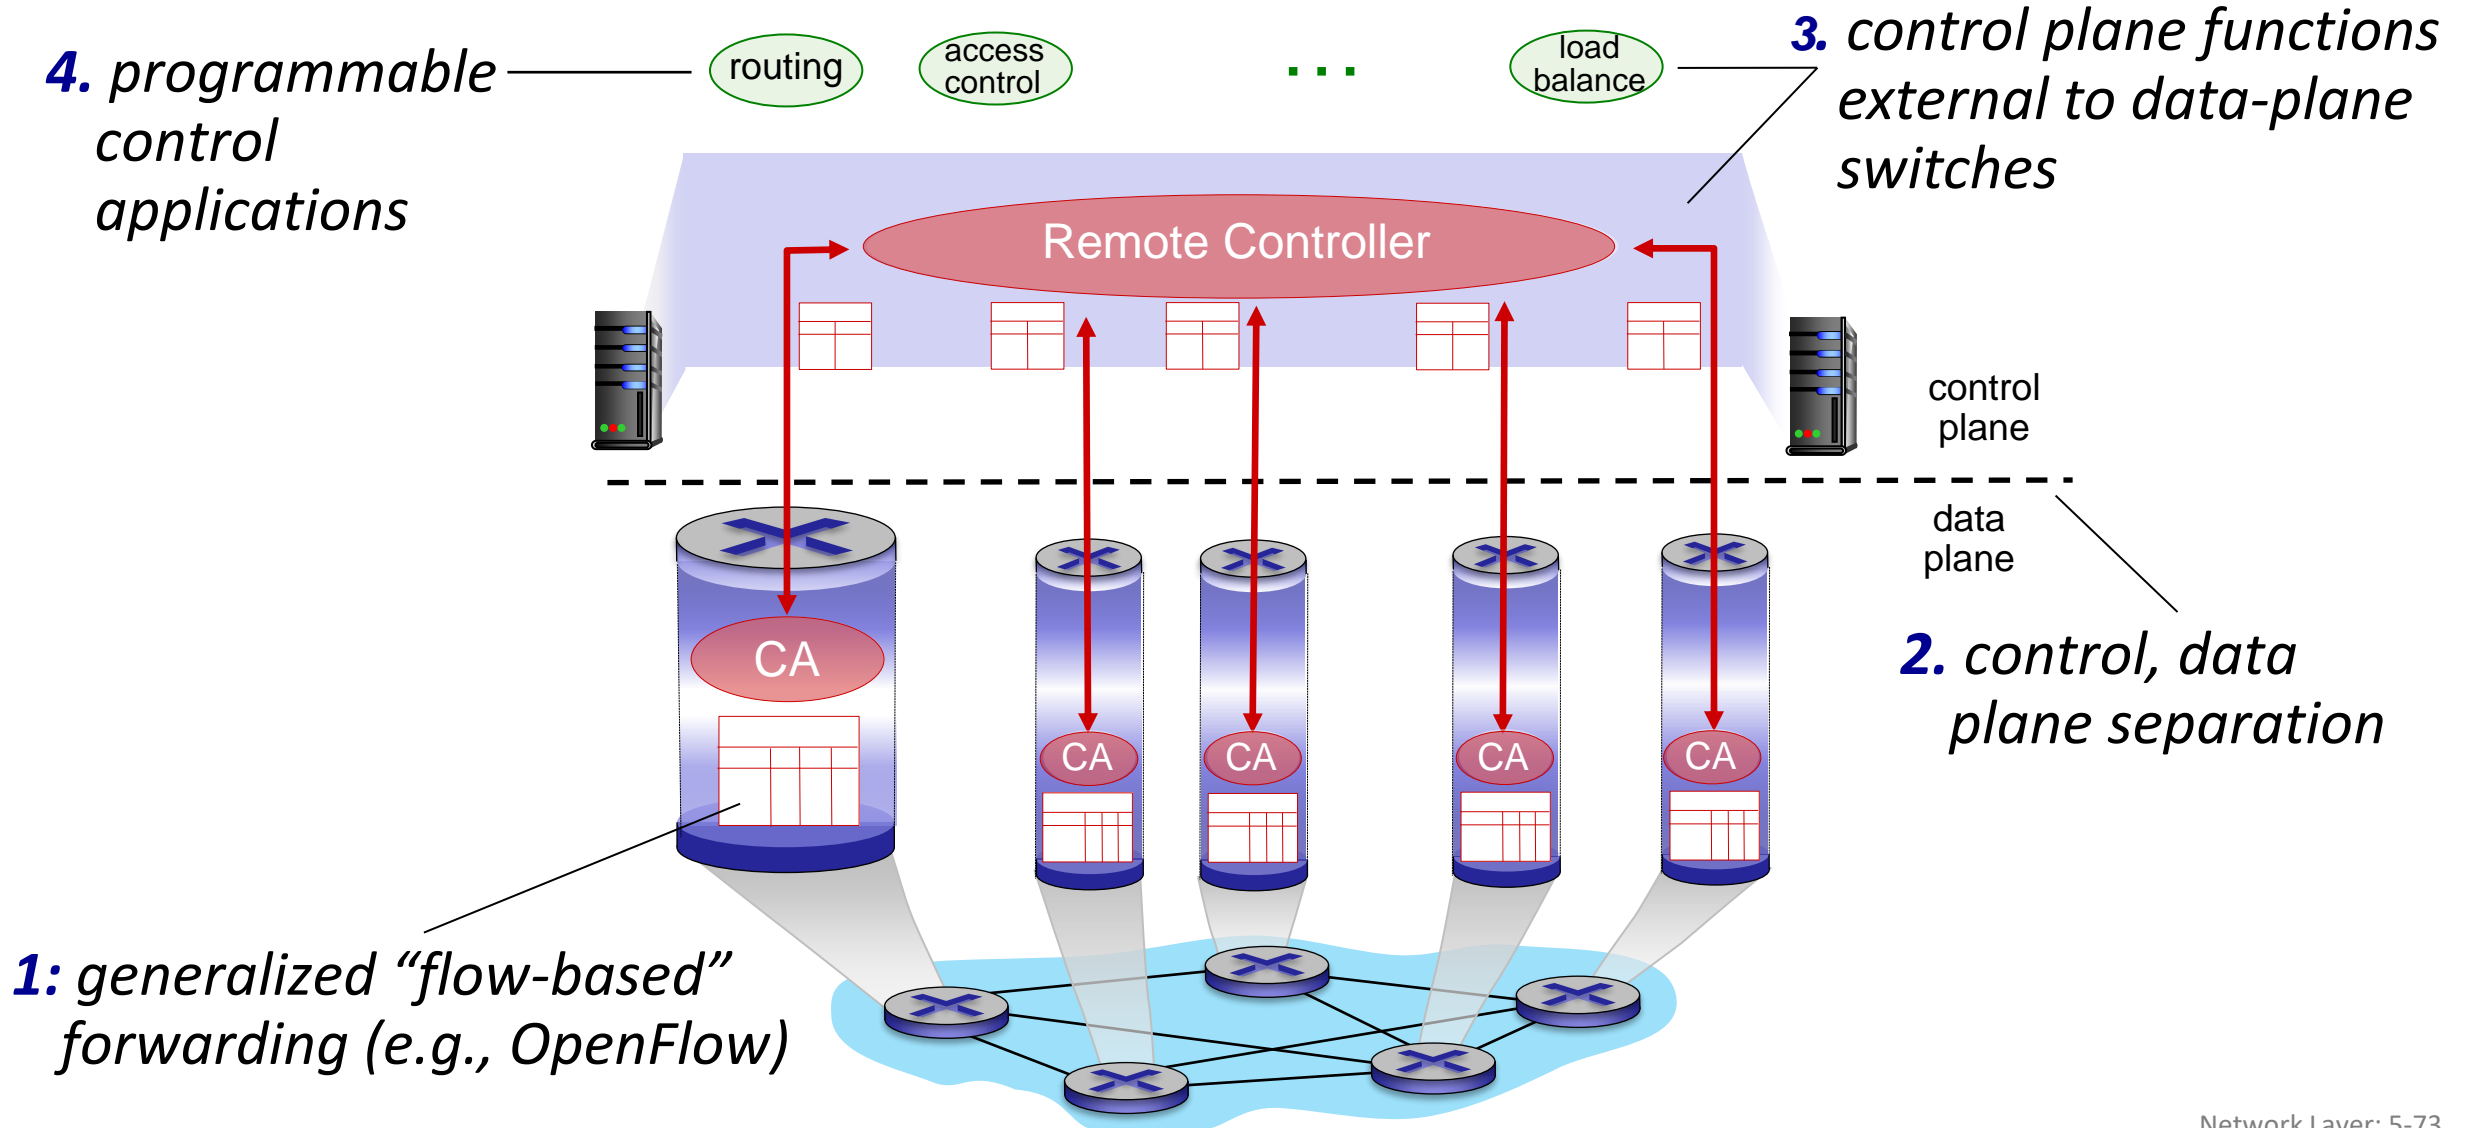 4. programmable
control
applications
routing
access
control
...
load
balance
3. control plane functions
external to data-plane
switches
Remote Controller
control
plane
data
plane
CA
CA
CA
CA
CA
2. control, data
plane separation
1: generalized “flow-based”
forwarding (e.g., OpenFlow)
Network Layer: 5-73